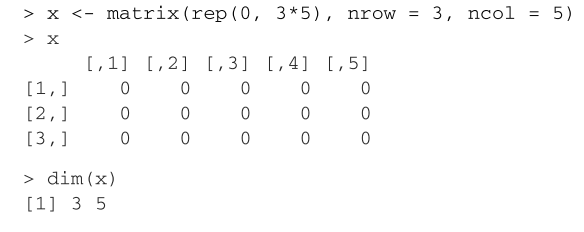 > x <- matrix(rep(0, 3*5), nrow = 3, ncol = 5)
> x
     [,1] [,2] [,3] [,4] [,5]
[1,]    0    0    0    0    0
[2,]    0    0    0    0    0
[3,]    0    0    0    0    0
> dim(x)
[1] 3 5